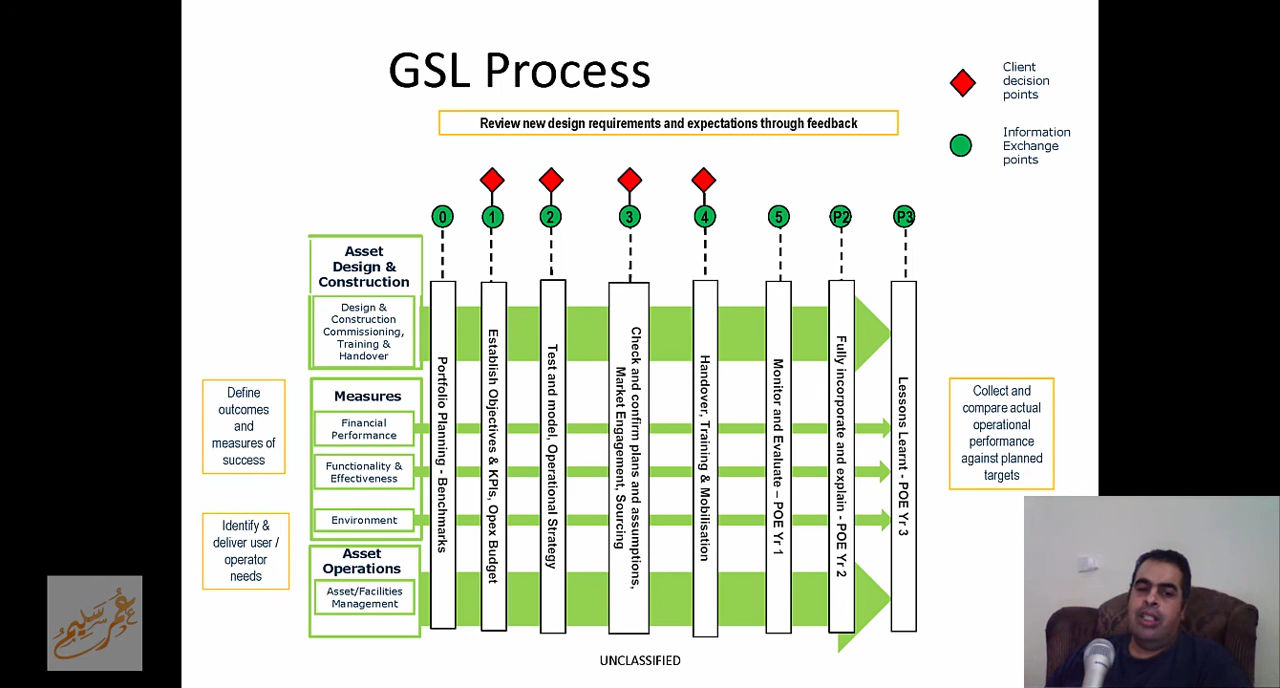 GSL Process
Client
decision
points
Review new design requirements and expectations through feedback
Information
Exchange
points
0
1
2
3
4
5
P2
P3
Asset
Design &
Construction
Design &
Construction
Commissioning,
Training &
Handover
Define
outcomes
and
measures of
success
Measures
Financial
Performance
Functionality &
Effectiveness
Environment
Identify &
deliver user /
operator
needs
Asset
Operations
Asset/Facilities
Management
Portfolio Planning - Benchmarks
Establish Objectives & KPIs, Opex Budget
Test and model, Operational Strategy
Check and confirm plans and assumptions,
Market Engagement, Sourcing
Handover, Training & Mobilisation
Monitor and Evaluate – POE Yr 1
Fully incorporate and explain - POE Yr 2
Lessons Learnt - POE Yr 3
Collect and
compare actual
operational
performance
against planned
targets
عمر سليم
UNCLASSIFIED